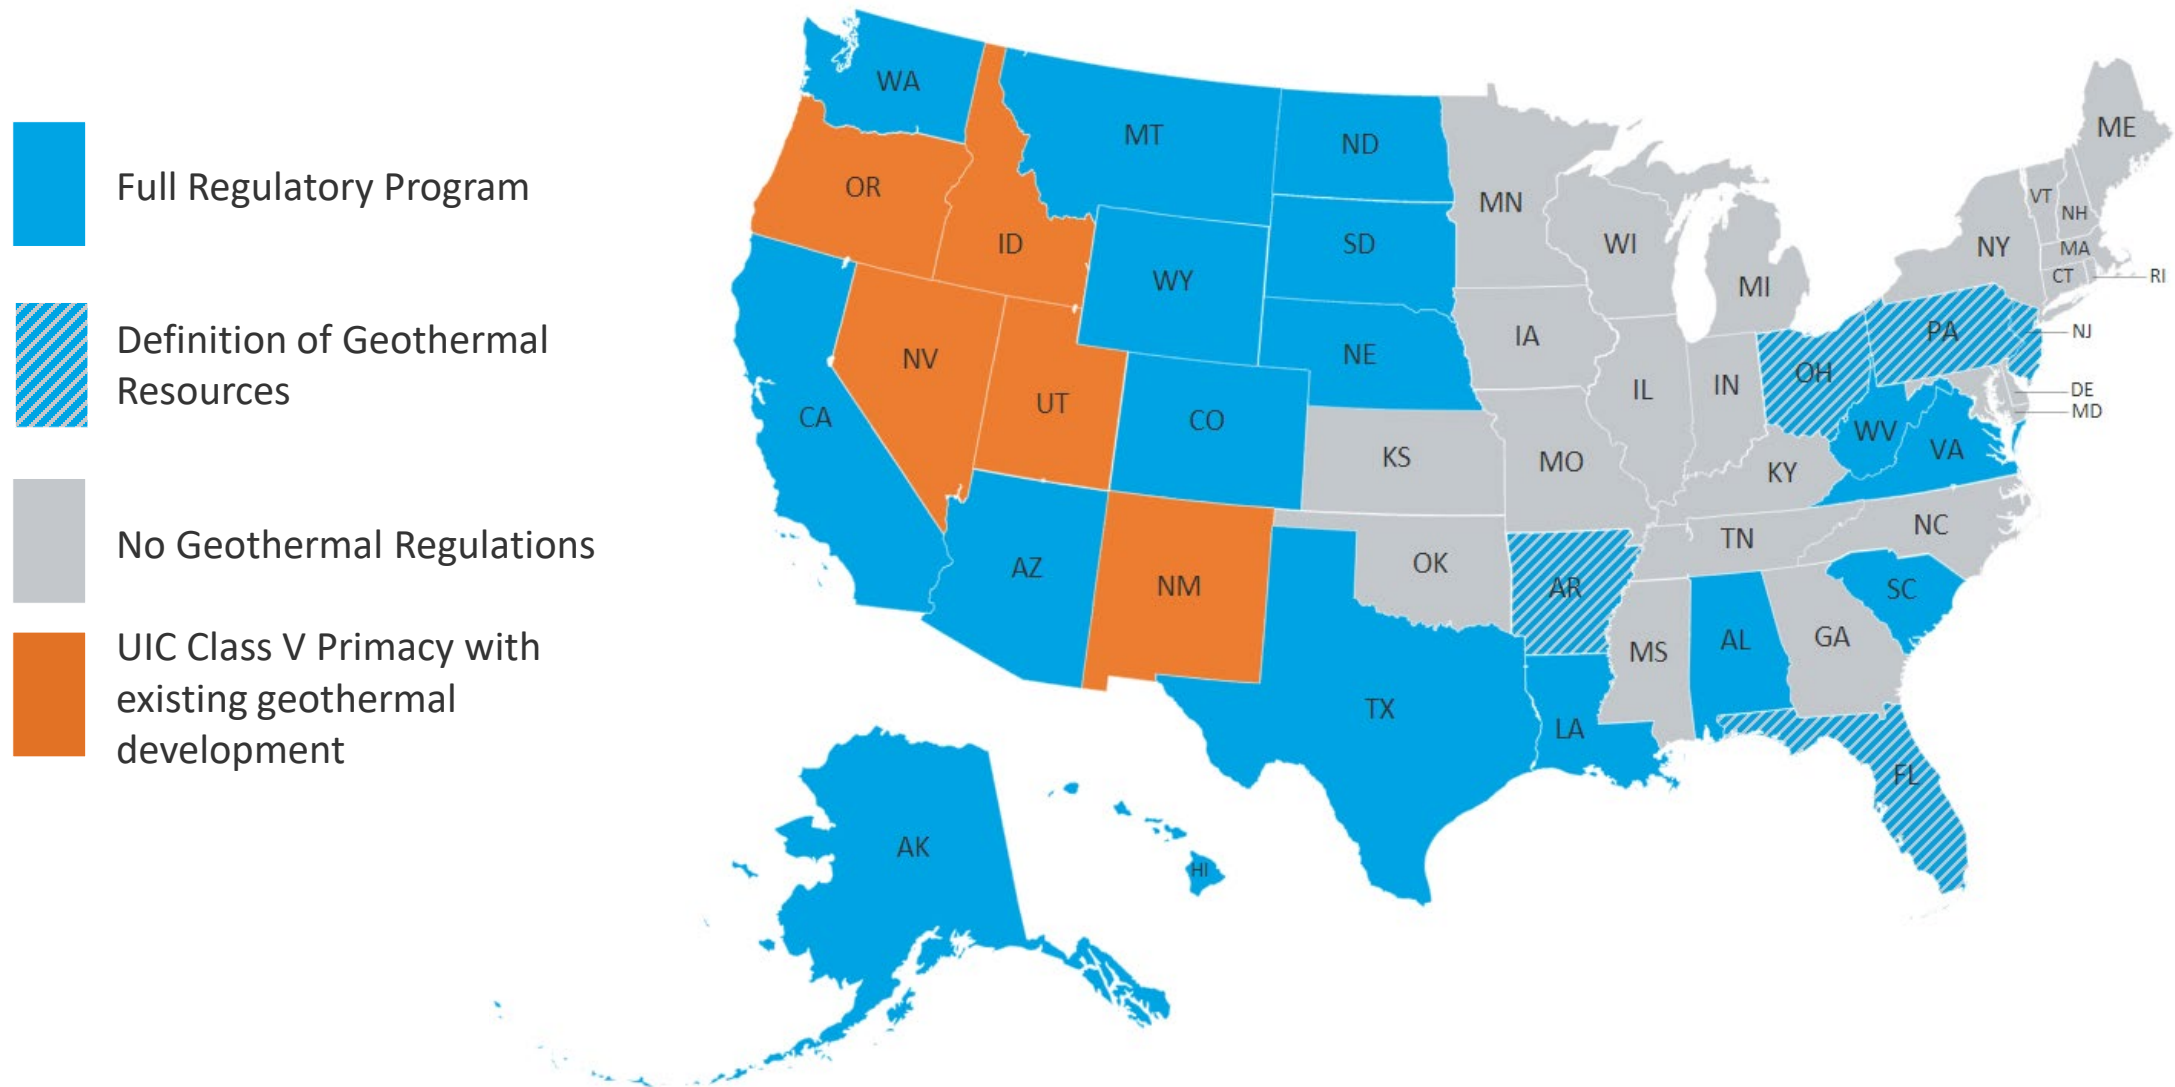 Full Regulatory Program
Definition of Geothermal
Resources
No Geothermal Regulations
UIC Class V Primacy with
existing geothermal
development
WA
MT
ND
MN
ME
OR
ID
SD
WI
MI
NY
VT
NH
MA
CT
RI
WY
NE
IA
PA
NJ
NV
UT
CA
CO
IL
IN
OH
DE
MD
KS
MO
KY
WV
VA
AZ
NM
OK
AR
TN
NC
SC
TX
LA
MS
AL
GA
FL
AK
HI